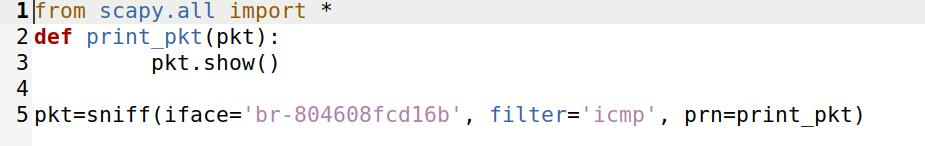 1 from scapy.all import *
2 def print_pkt(pkt):
3         pkt.show()
4
5 pkt=sniff(iface='br-804608fcd16b', filter='icmp', prn=print_pkt)